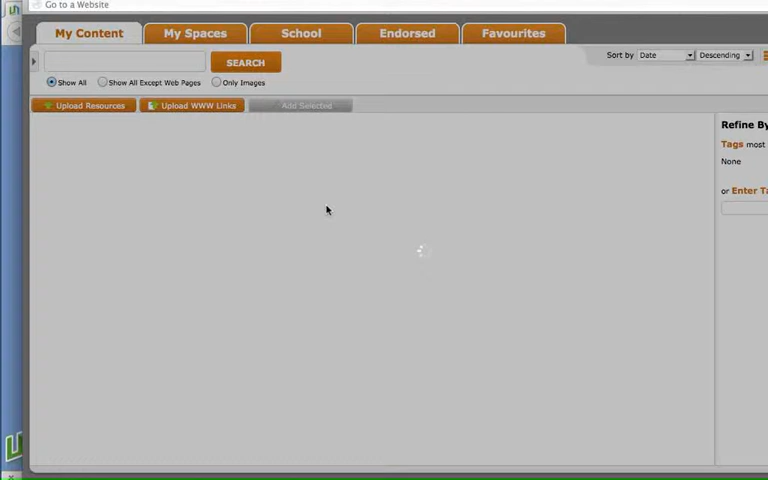 Go to a Website
My Content My Spaces School Endorsed Favourites
SEARCH Sort by Date Descending
Show All Show All Except Web Pages Only Images
Upload Resources Upload WWW Links Add Selected
Refine By
Tags most
None
or Enter Ta